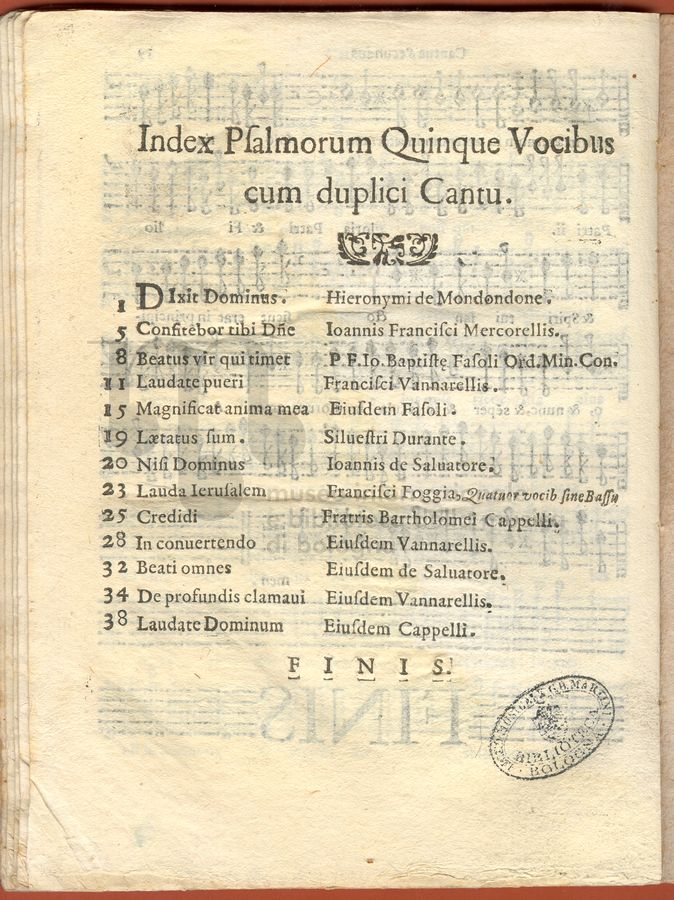 Index Pſalmorum Quinque Vocibus
cum duplici Cantu.
1 DIxit Dominus. Hieronymi de Mondondone.
5 Confitebor tibi Dñe Ioannis Franciſci Mercorellis.
8 Beatus vir qui timet P.F.Io.Baptiſtę Faſoli Ord.Min.Con.
11 Laudate pueri Franciſci Vannarellis.
15 Magnificat anima mea Eiuſdem Faſoli.
19 Lætatus ſum. Silueſtri Durante.
20 Niſi Dominus Ioannis de Saluatore.
23 Lauda Ieruſalem Franciſci Foggia, Quatuor vocib ſine Baſſu
25 Credidi Fratris Bartholomei Cappelli.
28 In conuertendo Eiuſdem Vannarellis.
32 Beati omnes Eiuſdem de Saluatore.
34 De profundis clamaui Eiuſdem Vannarellis.
38 Laudate Dominum Eiuſdem Cappelli.
F I N I S.
LICEO MUSICALE G.B. MARTINI
BIBLIOTECA
BOLOGNA